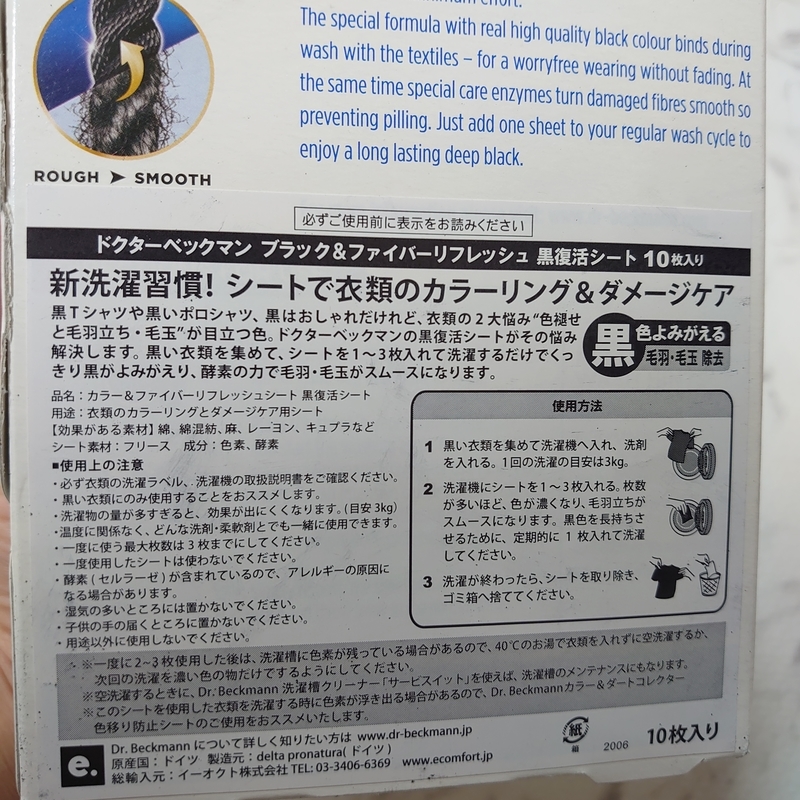 The special formula with real high quality black colour binds during
wash with the textiles – for a worryfree wearing without fading. At
the same time special care enzymes turn damaged fibres smooth so
preventing pilling. Just add one sheet to your regular wash cycle to
enjoy a long lasting deep black.
ROUGH ➤ SMOOTH
必ずご使用前に表示をお読みください
ドクターベックマン ブラック&ファイバーリフレッシュ 黒復活シート 10枚入り
新洗濯習慣! シートで衣類のカラーリング&ダメージケア
黒Tシャツや黒いポロシャツ、黒はおしゃれだけれど、衣類の2大悩み“色褪せ
と毛羽立ち・毛玉”が目立つ色。ドクターベックマンの黒復活シートがその悩み
解決します。黒い衣類を集めて、シートを1〜3枚入れて洗濯するだけでくっ
きり黒がよみがえり、酵素の力で毛羽・毛玉がスムースになります。
黒 色よみがえる
毛羽・毛玉 除去
品名:カラー&ファイバーリフレッシュシート 黒復活シート
用途:衣類のカラーリングとダメージケア用シート
【効果がある素材】綿、綿混紡、麻、レーヨン、キュプラなど
シート素材:フリース 成分:色素、酵素
■使用上の注意
・必ず衣類の洗濯ラベル、洗濯機の取扱説明書をご確認ください。
・黒い衣類にのみ使用することをおススメします。
・洗濯物の量が多すぎると、効果が出にくくなります。(目安3kg)
・温度に関係なく、どんな洗剤・柔軟剤とでも一緒に使用できます。
・一度に使う最大枚数は3枚までにしてください。
・一度使用したシートは使わないでください。
・酵素(セルラーゼ)が含まれているので、アレルギーの原因に
なる場合があります。
・湿気の多いところには置かないでください。
・子供の手の届くところに置かないでください。
・用途以外に使用しないでください。
使用方法
1 黒い衣類を集めて洗濯機へ入れ、洗剤
を入れる。1回の洗濯の目安は3kg。
2 洗濯機にシートを1〜3枚入れる。枚数
が多いほど、色が濃くなり、毛羽立ちが
スムースになります。黒色を長持ちさ
せるために、定期的に1枚入れて洗濯
してください。
3 洗濯が終わったら、シートを取り除き、
ゴミ箱へ捨ててください。
※一度に2~3枚使用した後は、洗濯槽に色素が残っている場合があるので、40℃のお湯で衣類を入れずに空洗濯するか、
次回の洗濯を濃い色の物だけでするようにしてください。
※空洗濯するときに、Dr. Beckmann 洗濯槽クリーナー「サービスイット」を使えば、洗濯槽のメンテナンスにもなります。
※このシートを使用した衣類を洗濯する時に色素が浮き出る場合があるので、Dr. Beckmannカラー&ダートコレクター
色移り防止シートのご使用をおススメいたします。
e.
Dr. Beckmann について詳しく知りたい方は www.dr-beckmann.jp
原産国:ドイツ 製造元:delta pronatura(ドイツ)
総輸入元:イーオクト株式会社 TEL: 03-3406-6369 www.ecomfort.jp
紙
箱
2006
10枚入り